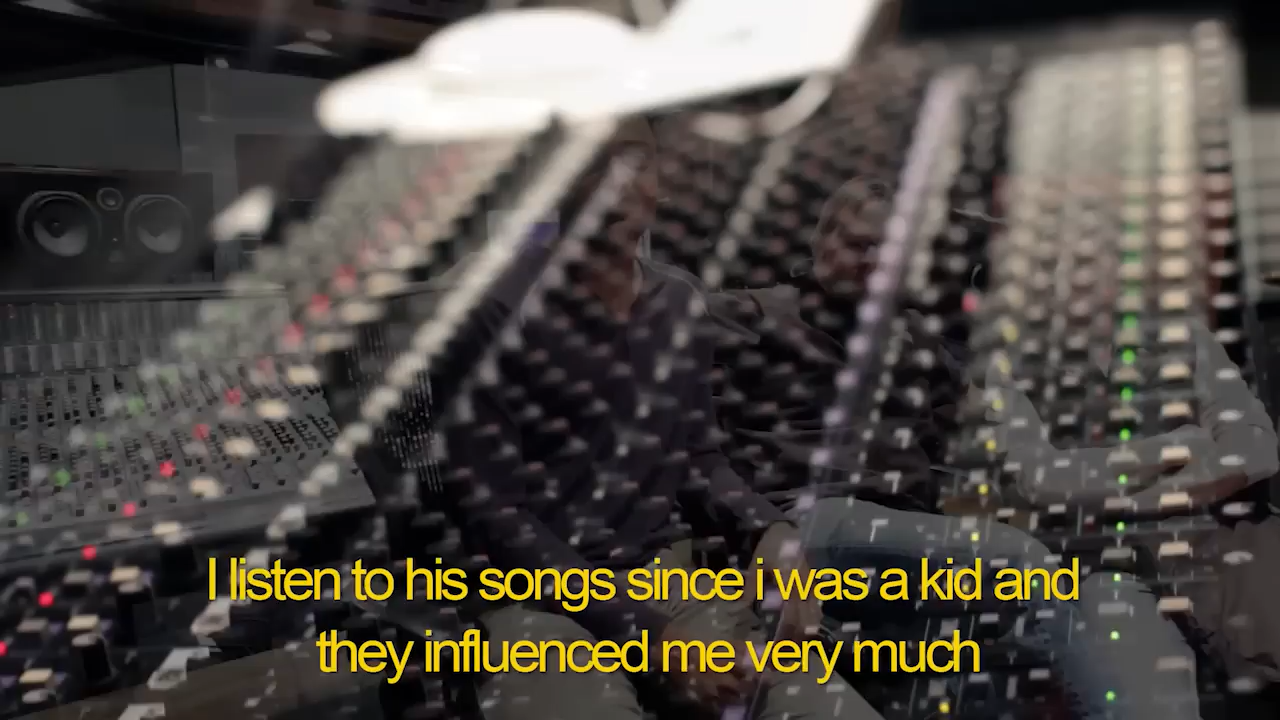 I listen to his songs since i was a kid and
they influenced me very much